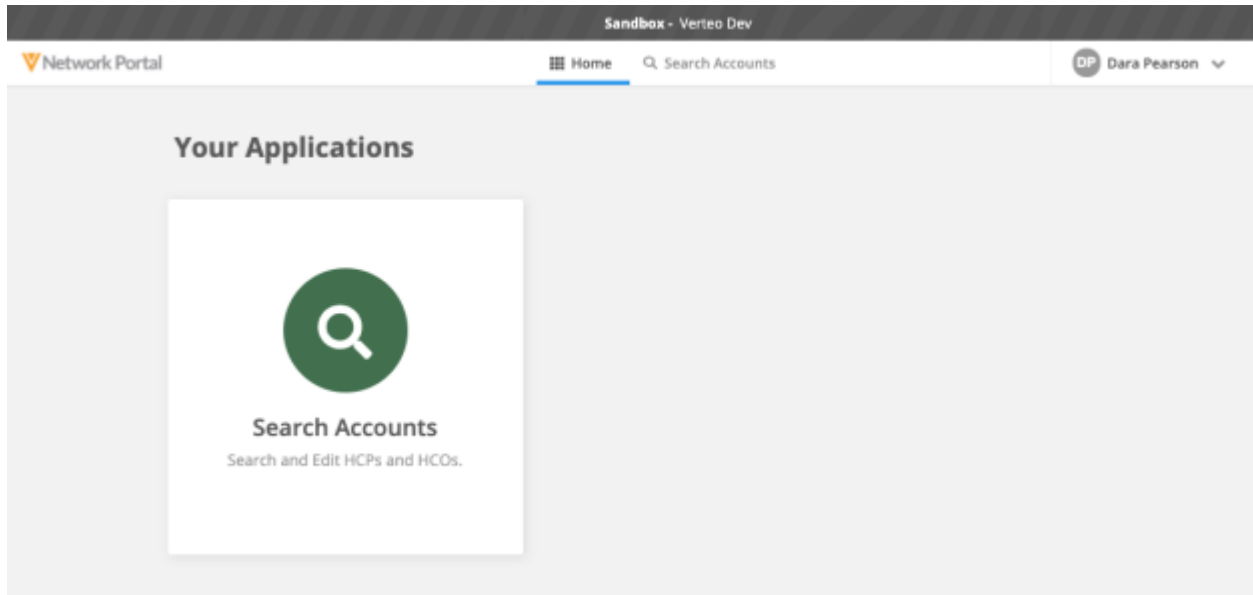 Sandbox - Verteo Dev
Network Portal Home Search Accounts DP Dara Pearson
Your Applications
Search Accounts
Search and Edit HCPs and HCOs.